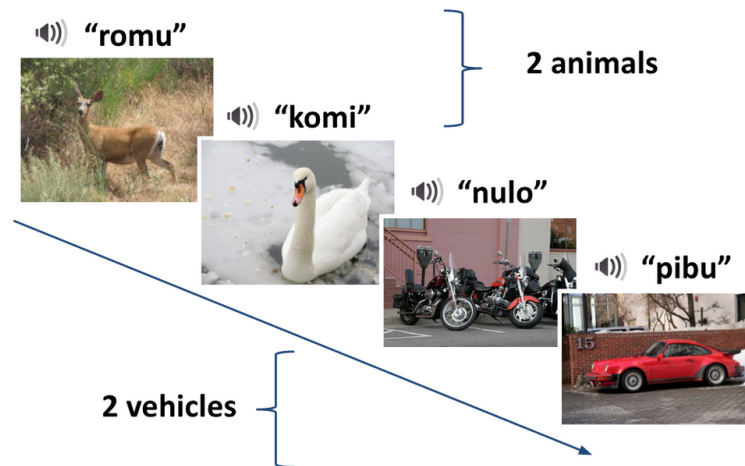 “romu”
2 animals
“komi”
“nulo”
“pibu”
15
2 vehicles